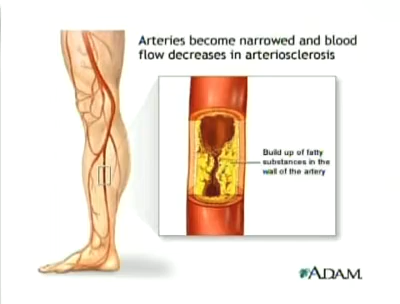 Arteries become narrowed and blood
flow decreases in arteriosclerosis
Build up of fatty
substances in the
wall of the artery
ADAM.